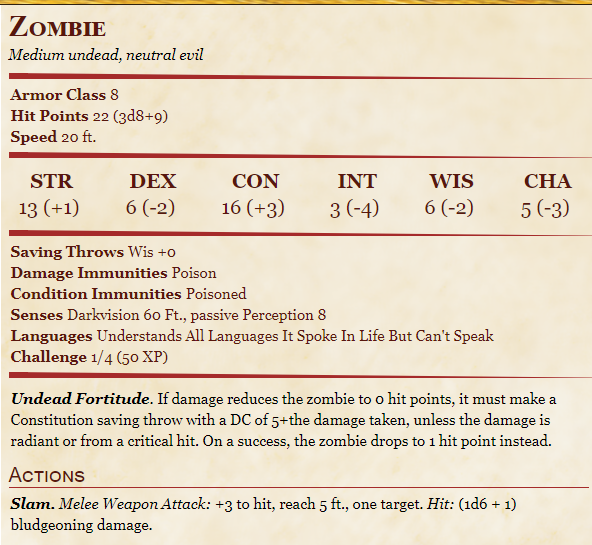 Zombie
Medium undead, neutral evil
Armor Class 8
Hit Points 22 (3d8+9)
Speed 20 ft.
STR DEX CON INT WIS CHA
13 (+1) 6 (-2) 16 (+3) 3 (-4) 6 (-2) 5 (-3)
Saving Throws Wis +0
Damage Immunities Poison
Condition Immunities Poisoned
Senses Darkvision 60 Ft., passive Perception 8
Languages Understands All Languages It Spoke In Life But Can't Speak
Challenge 1/4 (50 XP)
Undead Fortitude. If damage reduces the zombie to 0 hit points, it must make a
Constitution saving throw with a DC of 5+the damage taken, unless the damage is
radiant or from a critical hit. On a success, the zombie drops to 1 hit point instead.
Actions
Slam. Melee Weapon Attack: +3 to hit, reach 5 ft., one target. Hit: (1d6 + 1)
bludgeoning damage.